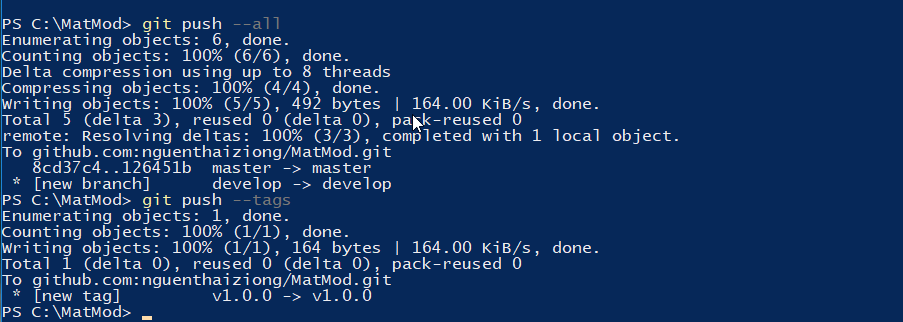 PS C:\MatMod> git push --all
Enumerating objects: 6, done.
Counting objects: 100% (6/6), done.
Delta compression using up to 8 threads
Compressing objects: 100% (4/4), done.
Writing objects: 100% (5/5), 492 bytes | 164.00 KiB/s, done.
Total 5 (delta 3), reused 0 (delta 0), pack-reused 0
remote: Resolving deltas: 100% (3/3), completed with 1 local object.
To github.com:nguenthaiziong/MatMod.git
   8cd37c4..126451b  master -> master
 * [new branch]      develop -> develop
PS C:\MatMod> git push --tags
Enumerating objects: 1, done.
Counting objects: 100% (1/1), done.
Writing objects: 100% (1/1), 164 bytes | 164.00 KiB/s, done.
Total 1 (delta 0), reused 0 (delta 0), pack-reused 0
To github.com:nguenthaiziong/MatMod.git
 * [new tag]         v1.0.0 -> v1.0.0
PS C:\MatMod>